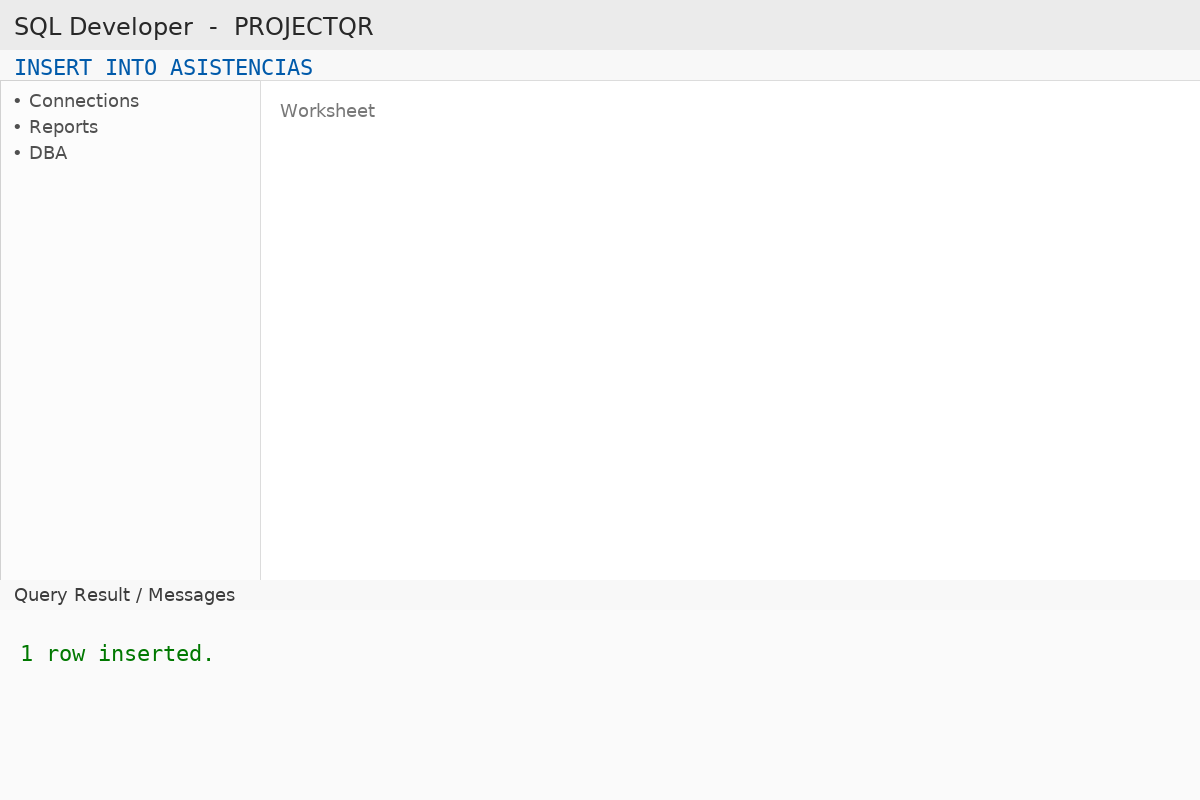 SQL Developer - PROJECTQR
INSERT INTO ASISTENCIAS
• Connections
• Reports
• DBA
Worksheet
Query Result / Messages
1 row inserted.